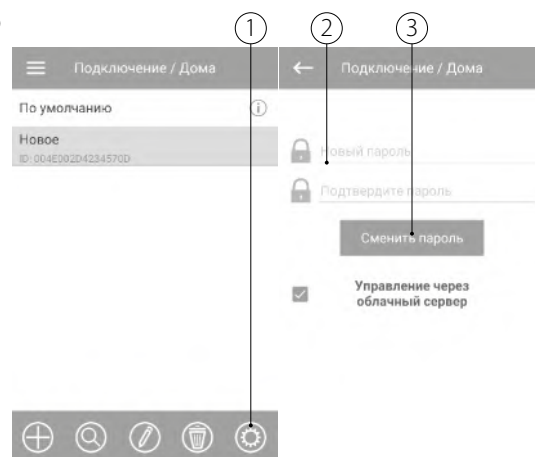 1
2
3
Подключение / Дома
По умолчанию
Новое
ID: 004E002D4234570D
Подключение / Дома
Новый пароль
Подтвердите пароль
Сменить пароль
Управление через
облачный сервер